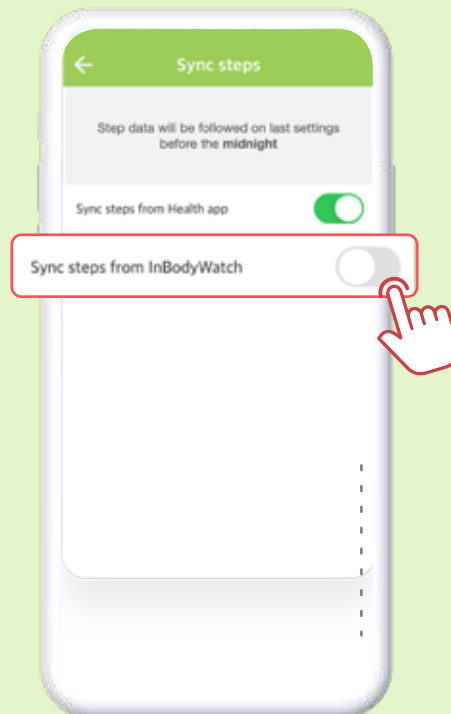 Sync steps
Step data will be followed on last settings
before the midnight
Sync steps from Health app
Sync steps from InBodyWatch